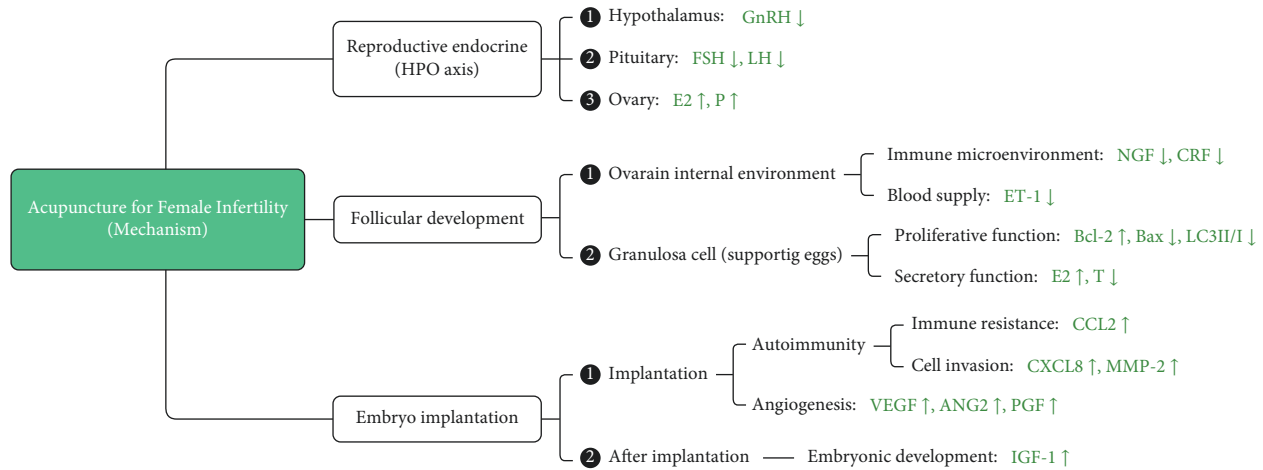 Acupuncture for Female Infertility
(Mechanism)
Reproductive endocrine
(HPO axis)
1 Hypothalamus: GnRH ↓
2 Pituitary: FSH ↓, LH ↓
3 Ovary: E2 ↑, P ↑
Follicular development
1 Ovarain internal environment
Immune microenvironment: NGF ↓, CRF ↓
Blood supply: ET-1 ↓
2 Granulosa cell (supportig eggs)
Proliferative function: Bcl-2 ↑, Bax ↓, LC3II/I ↓
Secretory function: E2 ↑, T ↓
Embryo implantation
1 Implantation
Autoimmunity
Immune resistance: CCL2 ↑
Cell invasion: CXCL8 ↑, MMP-2 ↑
Angiogenesis: VEGF ↑, ANG2 ↑, PGF ↑
2 After implantation
Embryonic development: IGF-1 ↑